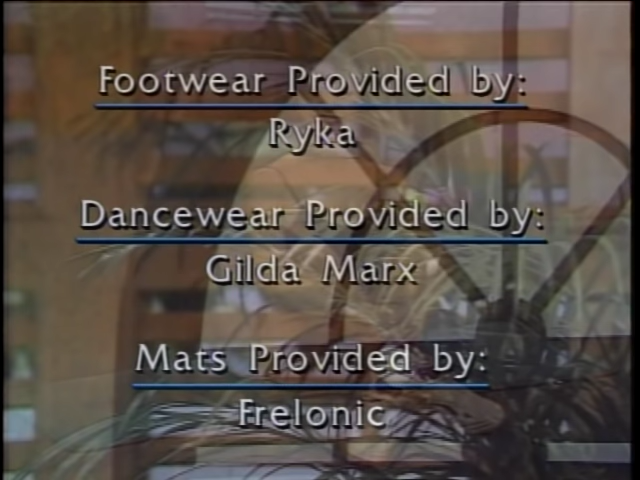 Footwear Provided by:
Ryka
Dancewear Provided by:
Gilda Marx
Mats Provided by:
Frelonic